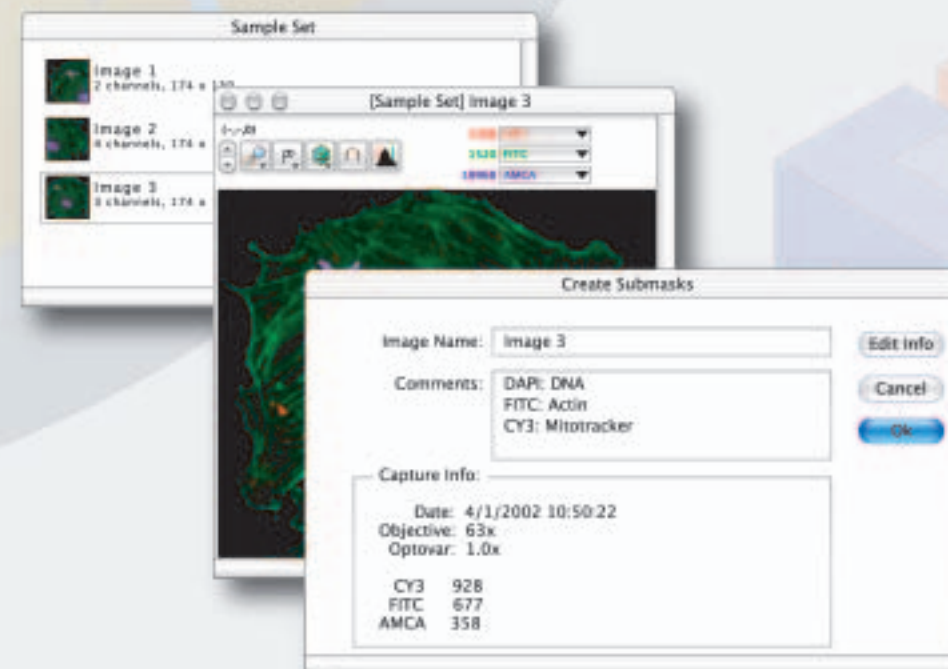 Sample Set
Image 1
2 channels, 174 x
Image 2
4 channels, 174 x
Image 3
3 channels, 174 x
[Sample Set] Image 3
FITC
AMCA
Create Submasks
Image Name: Image 3
Edit Info
Comments: DAPI: DNA
Cancel
FITC: Actin
CY3: Mitotracker
Ok
Capture Info:
Date: 4/1/2002 10:50:22
Objective: 63x
Optovar: 1.0x
CY3 928
FITC 677
AMCA 358